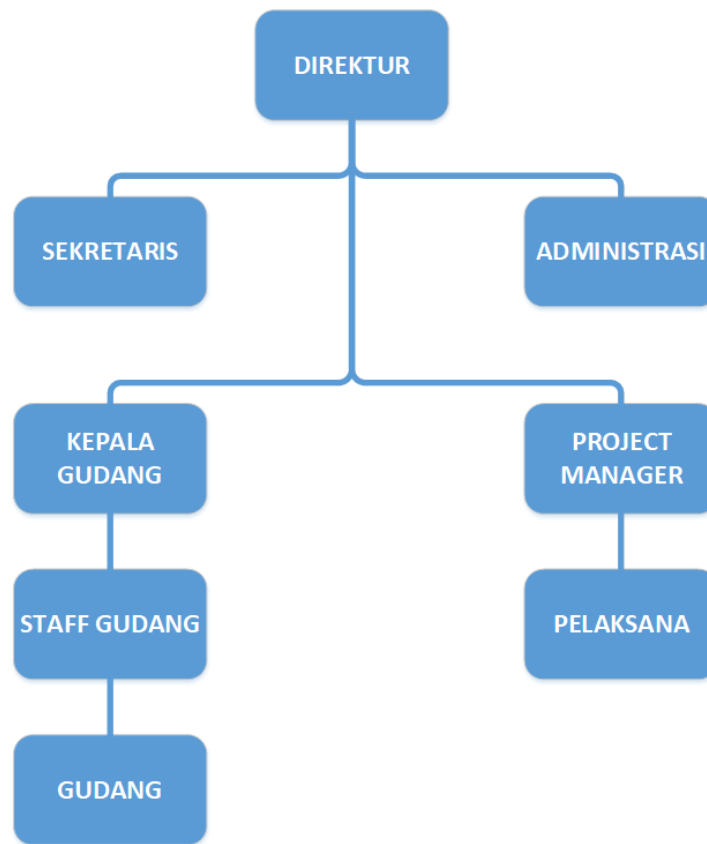 DIREKTUR
SEKRETARIS
ADMINISTRASI
KEPALA
GUDANG
PROJECT
MANAGER
STAFF GUDANG
PELAKSANA
GUDANG